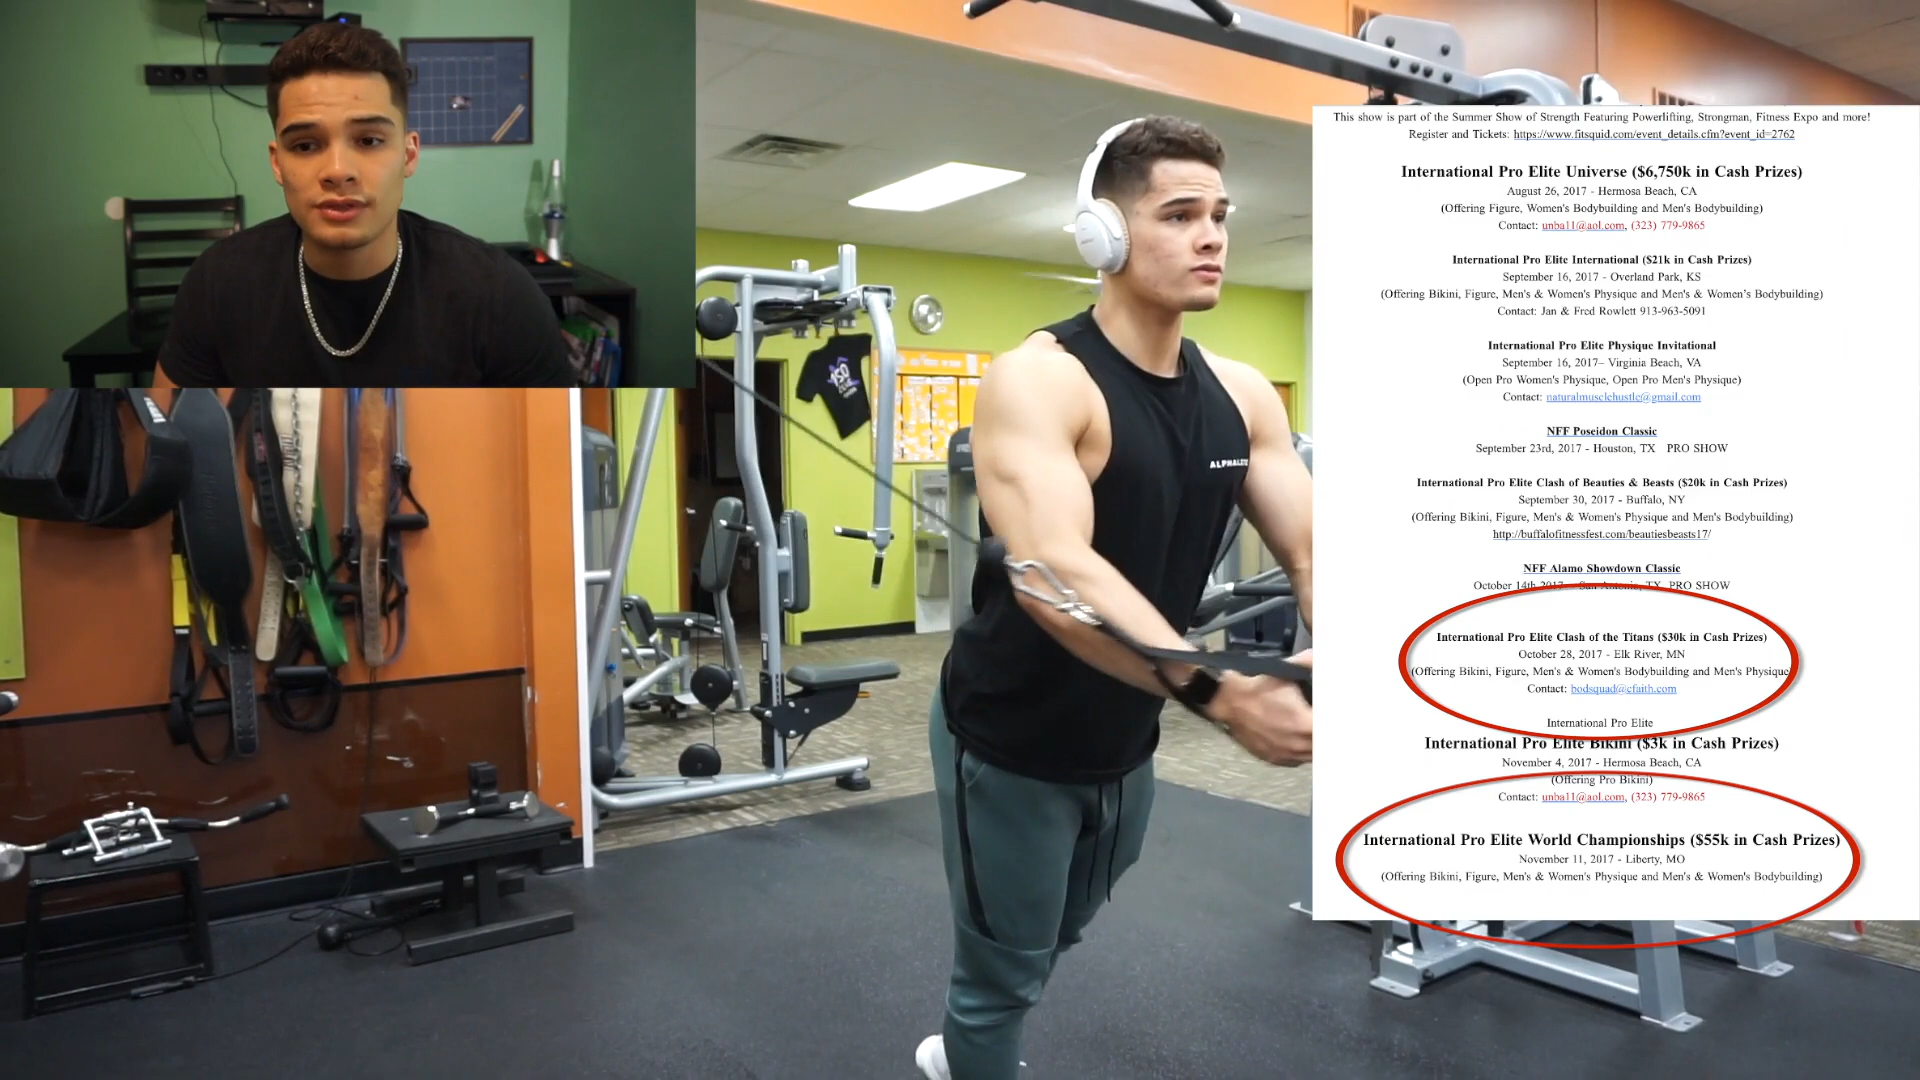 This show is part of the Summer Show of Strength Featuring Powerlifting, Strongman, Fitness Expo and more!
Register and Tickets: https://www.fitsquid.com/event_details.cfm?event_id=2762
International Pro Elite Universe ($6,750k in Cash Prizes)
August 26, 2017 - Hermosa Beach, CA
(Offering Figure, Women's Bodybuilding and Men's Bodybuilding)
Contact: unba11@aol.com, (323) 779-9865
International Pro Elite International ($21k in Cash Prizes)
September 16, 2017 - Overland Park, KS
(Offering Bikini, Figure, Men's & Women's Physique and Men's & Women's Bodybuilding)
Contact: Jan & Fred Rowlett 913-963-5091
International Pro Elite Physique Invitational
September 16, 2017– Virginia Beach, VA
(Open Pro Women's Physique, Open Pro Men's Physique)
Contact: naturalmusclehustle@gmail.com
NFF Poseidon Classic
September 23rd, 2017 - Houston, TX PRO SHOW
International Pro Elite Clash of Beauties & Beasts ($20k in Cash Prizes)
September 30, 2017 - Buffalo, NY
(Offering Bikini, Figure, Men's & Women's Physique and Men's Bodybuilding)
http://buffalofitnessfest.com/beautiesbeasts17/
NFF Alamo Showdown Classic
October 14th 2017 - San Antonio, TX PRO SHOW
International Pro Elite Clash of the Titans ($30k in Cash Prizes)
October 28, 2017 - Elk River, MN
(Offering Bikini, Figure, Men's & Women's Bodybuilding and Men's Physique)
Contact: bodsquad@cfaith.com
International Pro Elite
International Pro Elite Bikini ($3k in Cash Prizes)
November 4, 2017 - Hermosa Beach, CA
(Offering Pro Bikini)
Contact: unba11@aol.com, (323) 779-9865
International Pro Elite World Championships ($55k in Cash Prizes)
November 11, 2017 - Liberty, MO
(Offering Bikini, Figure, Men's & Women's Physique and Men's & Women's Bodybuilding)
ALPHALETE